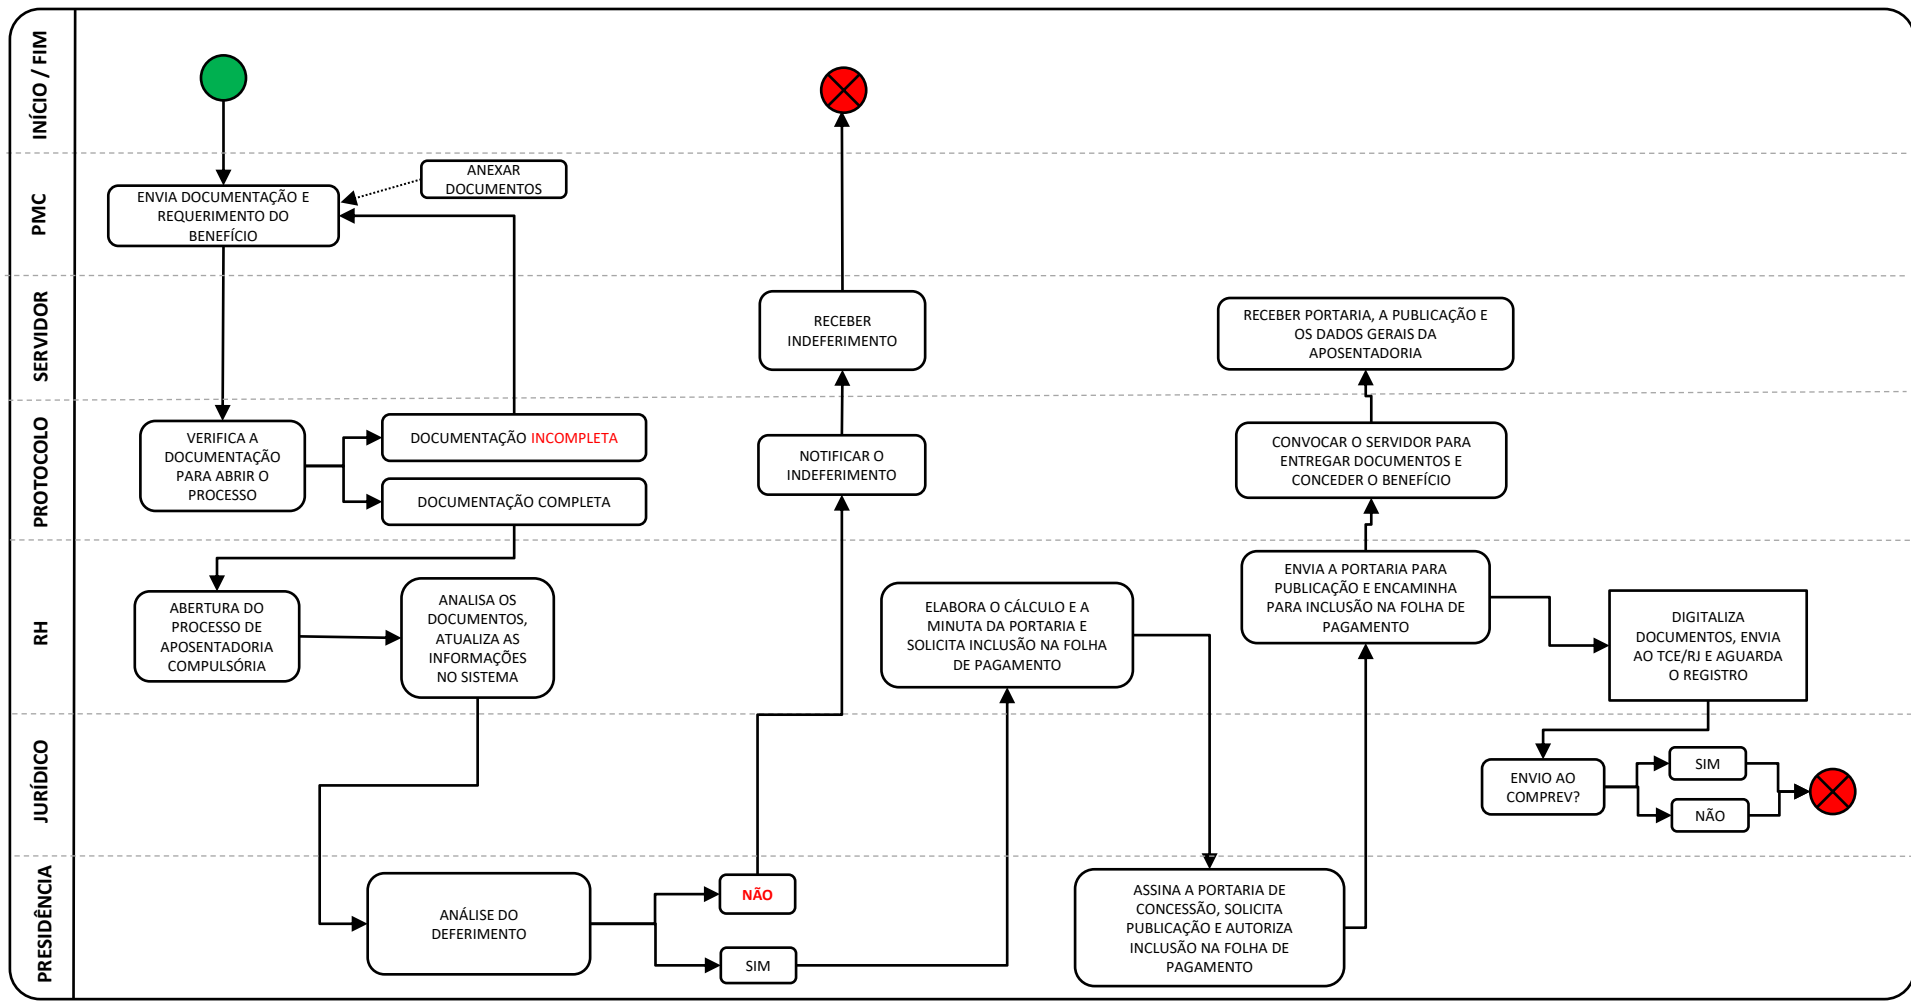 INÍCIO / FIM
PMC
ENVIA DOCUMENTAÇÃO E
REQUERIMENTO DO
BENEFÍCIO
ANEXAR
DOCUMENTOS
SERVIDOR
RECEBER
INDEFERIMENTO
RECEBER PORTARIA, A PUBLICAÇÃO E
OS DADOS GERAIS DA
APOSENTADORIA
PROTOCOLO
VERIFICA A
DOCUMENTAÇÃO
PARA ABRIR O
PROCESSO
DOCUMENTAÇÃO INCOMPLETA
DOCUMENTAÇÃO COMPLETA
NOTIFICAR O
INDEFERIMENTO
CONVOCAR O SERVIDOR PARA
ENTREGAR DOCUMENTOS E
CONCEDER O BENEFÍCIO
RH
ABERTURA DO
PROCESSO DE
APOSENTADORIA
COMPULSÓRIA
ANALISA OS
DOCUMENTOS,
ATUALIZA AS
INFORMAÇÕES
NO SISTEMA
ELABORA O CÁLCULO E A
MINUTA DA PORTARIA E
SOLICITA INCLUSÃO NA FOLHA
DE PAGAMENTO
ENVIA A PORTARIA PARA
PUBLICAÇÃO E ENCAMINHA
PARA INCLUSÃO NA FOLHA DE
PAGAMENTO
DIGITALIZA
DOCUMENTOS, ENVIA
AO TCE/RJ E AGUARDA
O REGISTRO
JURÍDICO
ENVIO AO
COMPREV?
SIM
NÃO
PRESIDÊNCIA
ANÁLISE DO
DEFERIMENTO
NÃO
SIM
ASSINA A PORTARIA DE
CONCESSÃO, SOLICITA
PUBLICAÇÃO E AUTORIZA
INCLUSÃO NA FOLHA DE
PAGAMENTO